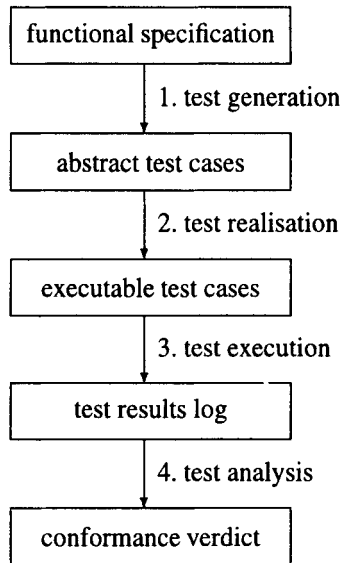 functional specification
1. test generation
abstract test cases
2. test realisation
executable test cases
3. test execution
test results log
4. test analysis
conformance verdict